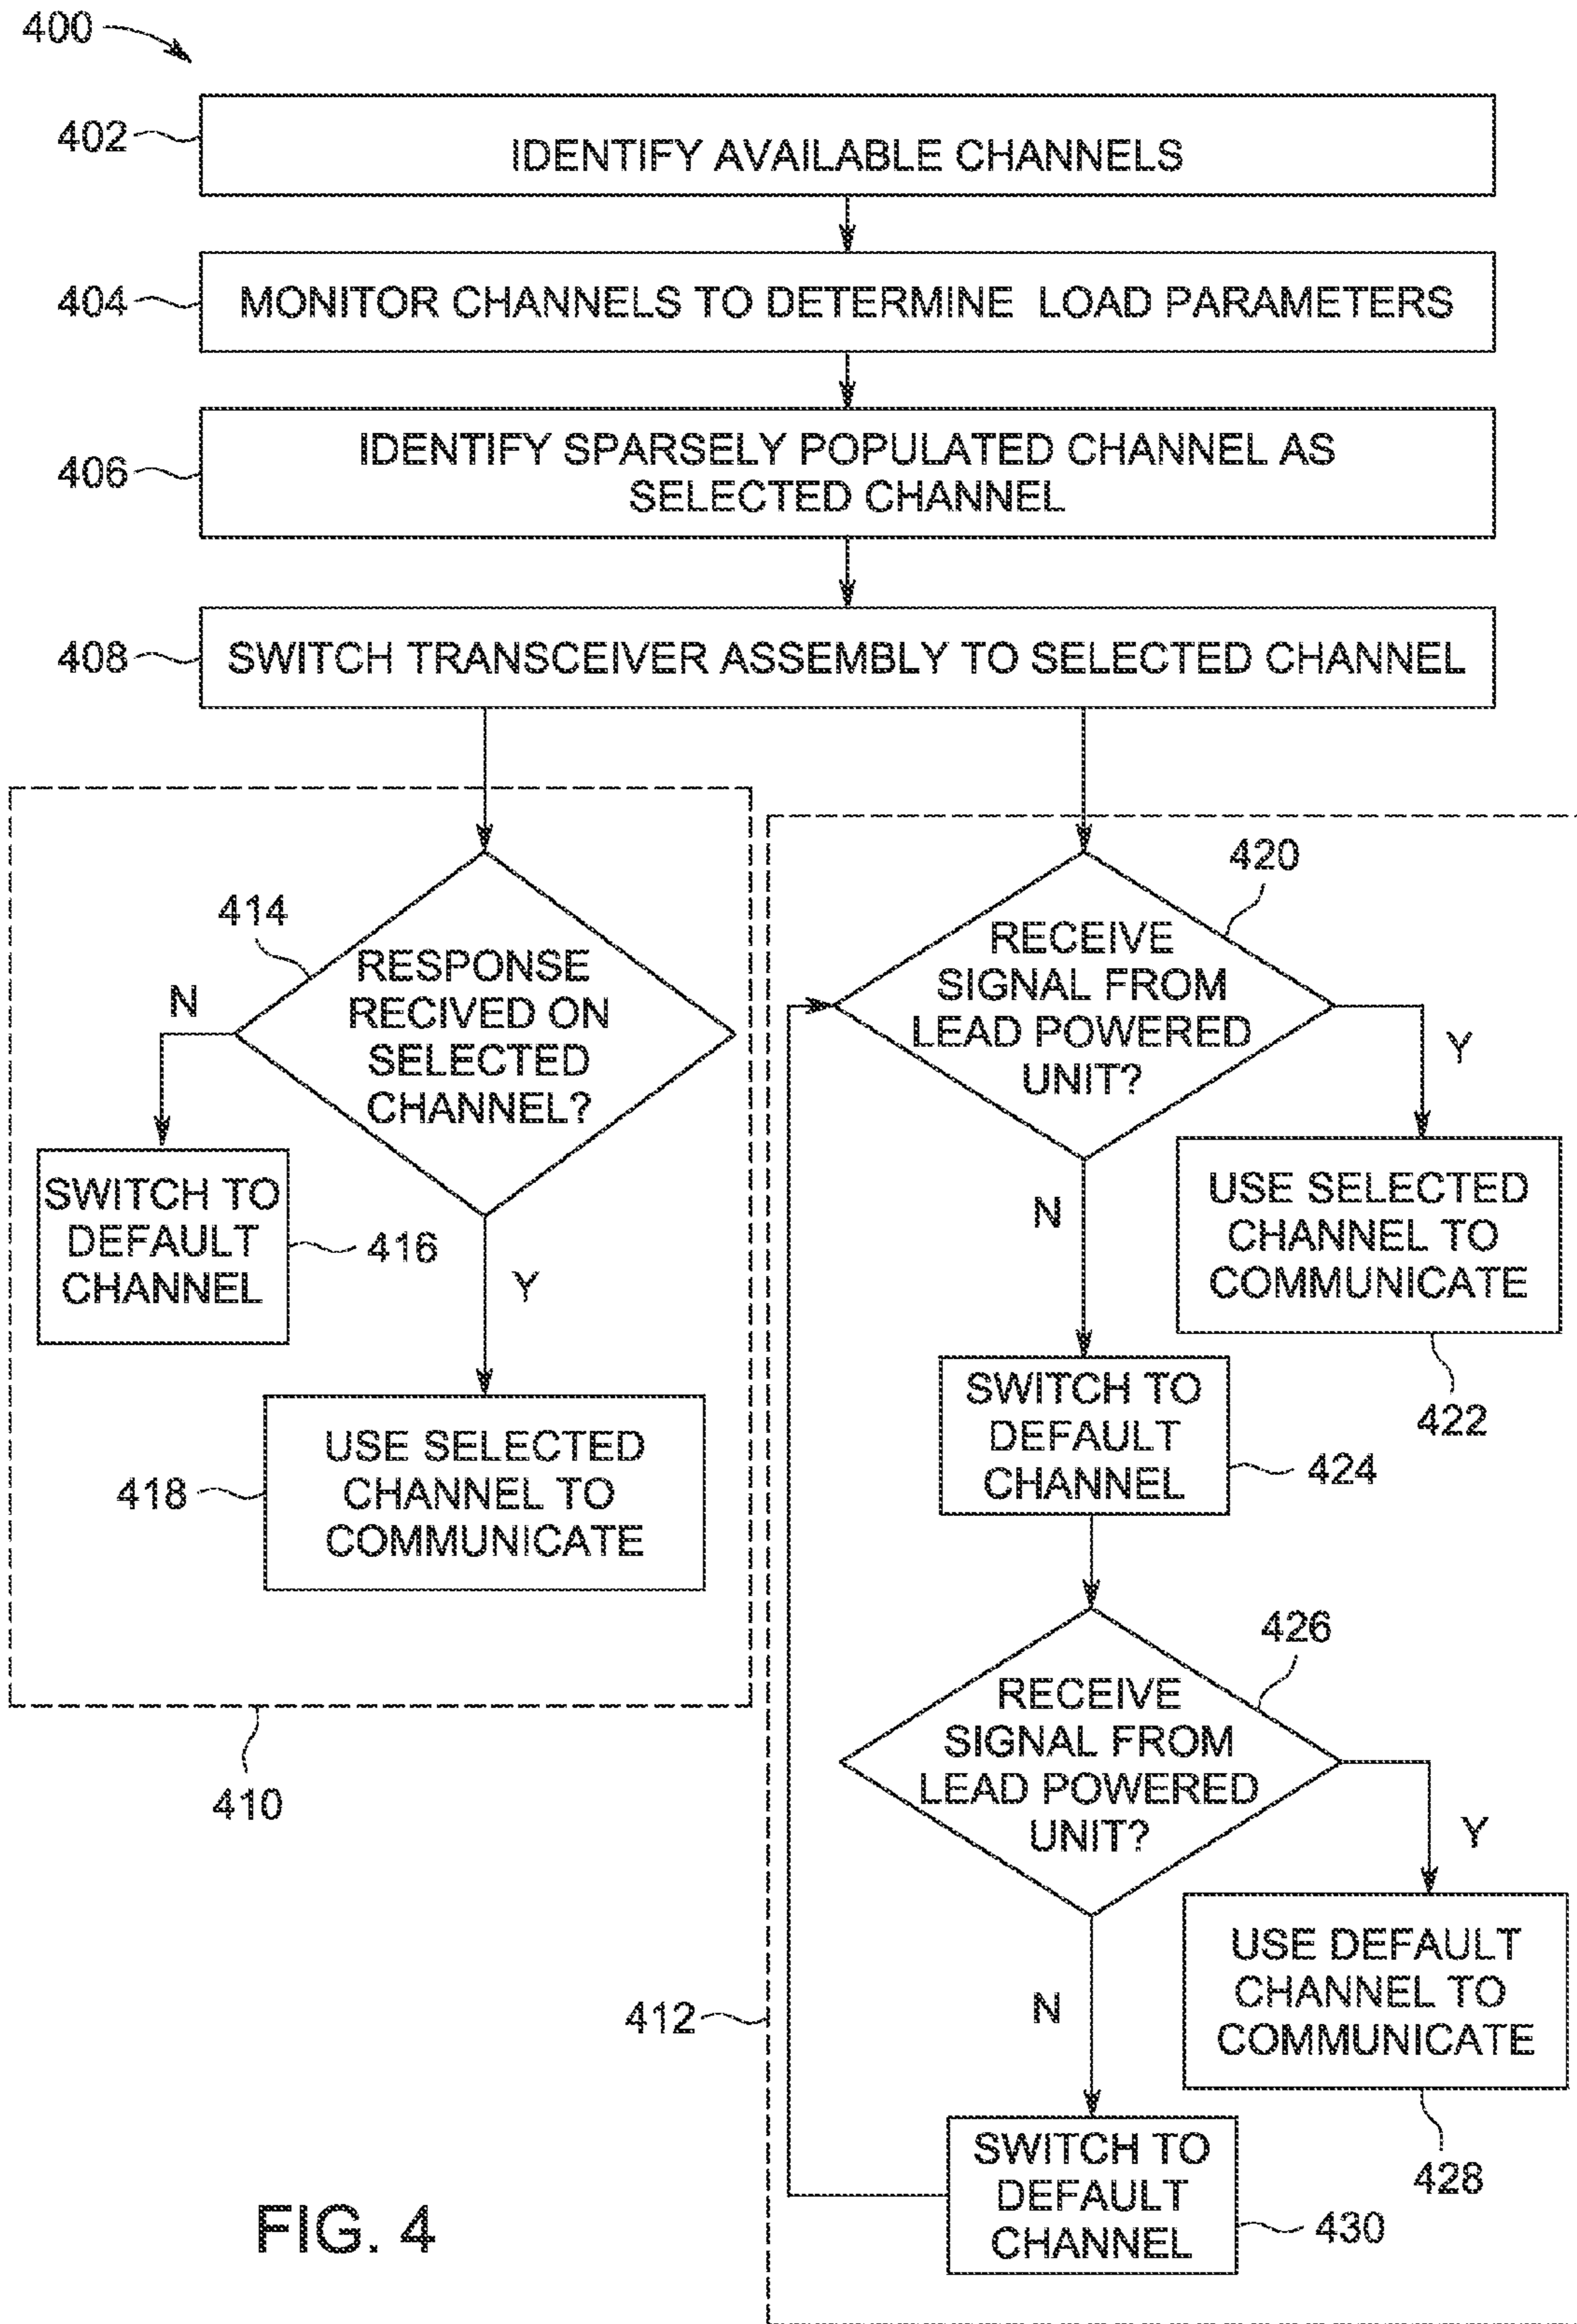 400
402
IDENTIFY AVAILABLE CHANNELS
404
MONITOR CHANNELS TO DETERMINE LOAD PARAMETERS
406
IDENTIFY SPARSELY POPULATED CHANNEL AS
SELECTED CHANNEL
408
SWITCH TRANSCEIVER ASSEMBLY TO SELECTED CHANNEL
414
RESPONSE
RECIVED ON
SELECTED
CHANNEL?
N
SWITCH TO
DEFAULT
CHANNEL
416
Y
418
USE SELECTED
CHANNEL TO
COMMUNICATE
410
420
RECEIVE
SIGNAL FROM
LEAD POWERED
UNIT?
Y
USE SELECTED
CHANNEL TO
COMMUNICATE
422
N
SWITCH TO
DEFAULT
CHANNEL
424
426
RECEIVE
SIGNAL FROM
LEAD POWERED
UNIT?
Y
USE DEFAULT
CHANNEL TO
COMMUNICATE
428
N
412
SWITCH TO
DEFAULT
CHANNEL
430
FIG. 4